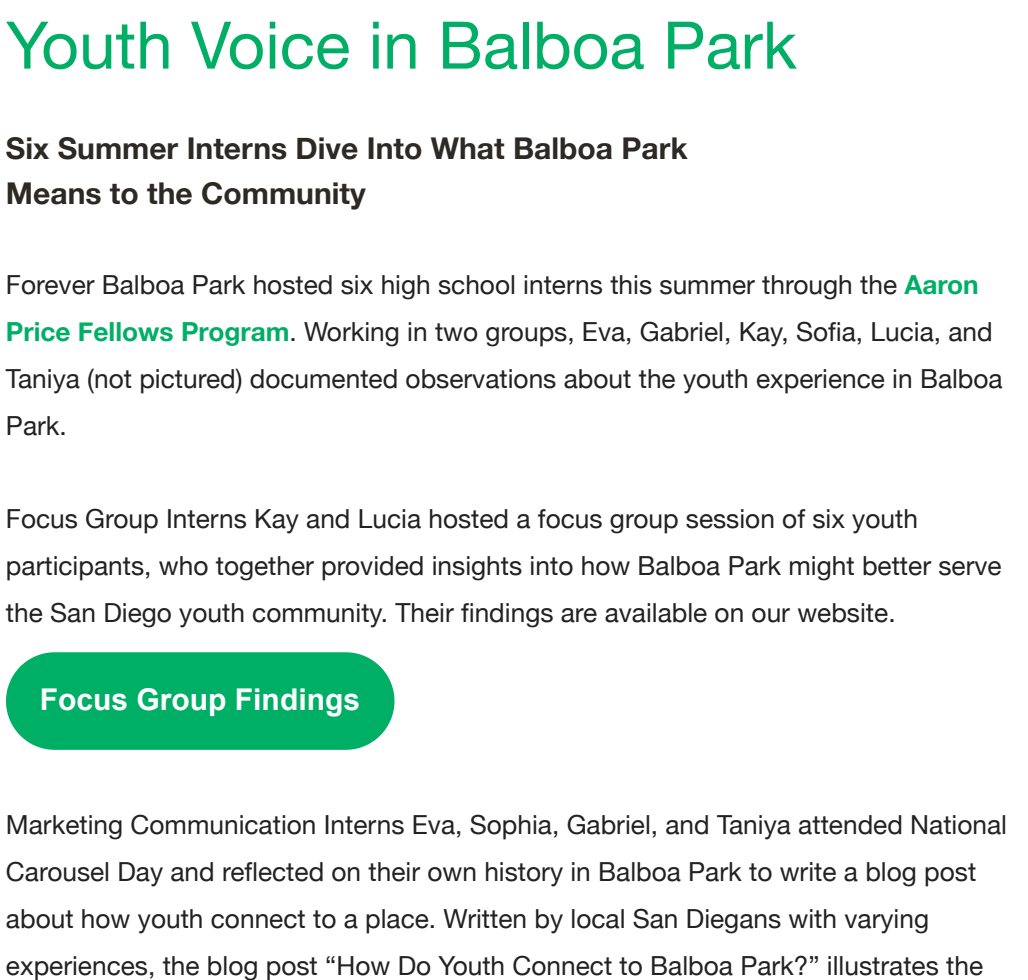 Youth Voice in Balboa Park
Six Summer Interns Dive Into What Balboa Park
Means to the Community
Forever Balboa Park hosted six high school interns this summer through the Aaron
Price Fellows Program. Working in two groups, Eva, Gabriel, Kay, Sofia, Lucia, and
Taniya (not pictured) documented observations about the youth experience in Balboa
Park.
Focus Group Interns Kay and Lucia hosted a focus group session of six youth
participants, who together provided insights into how Balboa Park might better serve
the San Diego youth community. Their findings are available on our website.
Focus Group Findings
Marketing Communication Interns Eva, Sophia, Gabriel, and Taniya attended National
Carousel Day and reflected on their own history in Balboa Park to write a blog post
about how youth connect to a place. Written by local San Diegans with varying
experiences, the blog post “How Do Youth Connect to Balboa Park?” illustrates the